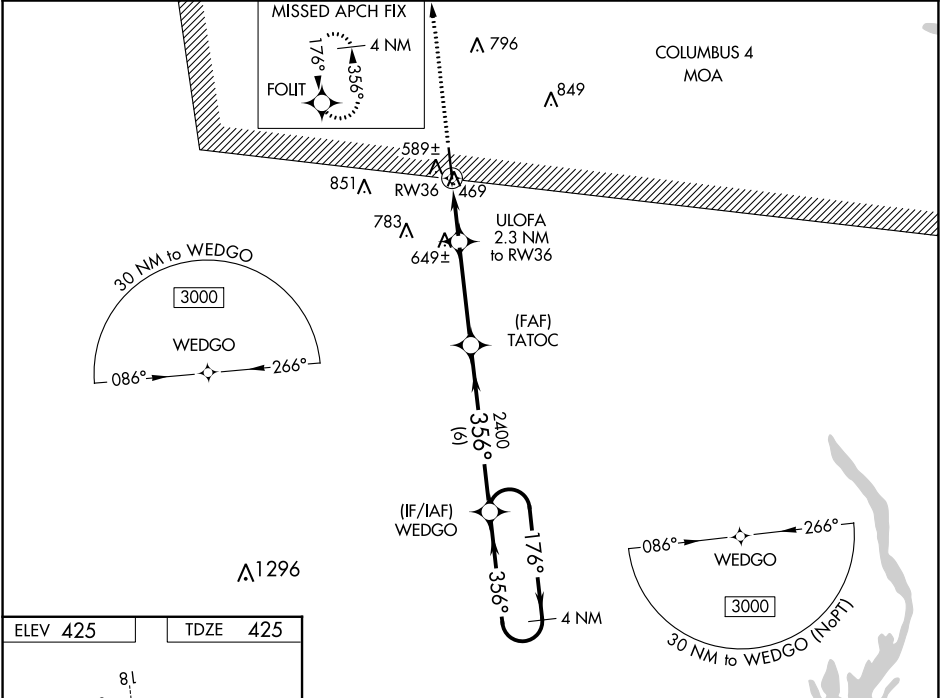 MISSED APCH FIX
4 NM
176°
356°
FOLIT
796
849
COLUMBUS 4
MOA
589±
851
RW36
469
783
649±
ULOFA
2.3 NM
to RW36
30 NM to WEDGO
3000
WEDGO
086°
266°
(FAF)
TATOC
2400
356°
(6)
(IF/IAF)
WEDGO
176°
356°
4 NM
1296
086°
266°
WEDGO
3000
30 NM to WEDGO (NoPT)
ELEV 425
TDZE 425
18